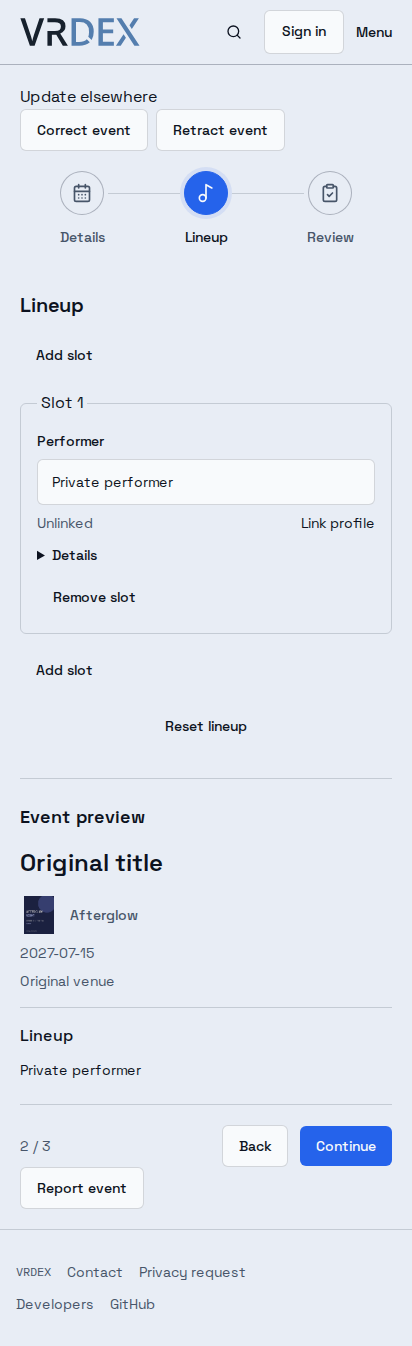 VRDEX
Sign in
Menu
Update elsewhere
Correct event
Retract event
Details
Lineup
Review
Lineup
Add slot
Slot 1
Performer
Private performer
Unlinked
Link profile
Details
Remove slot
Add slot
Reset lineup
Event preview
Original title
Afterglow
2027-07-15
Original venue
Lineup
Private performer
2 / 3
Back
Continue
Report event
VRDEX Contact Privacy request
Developers GitHub